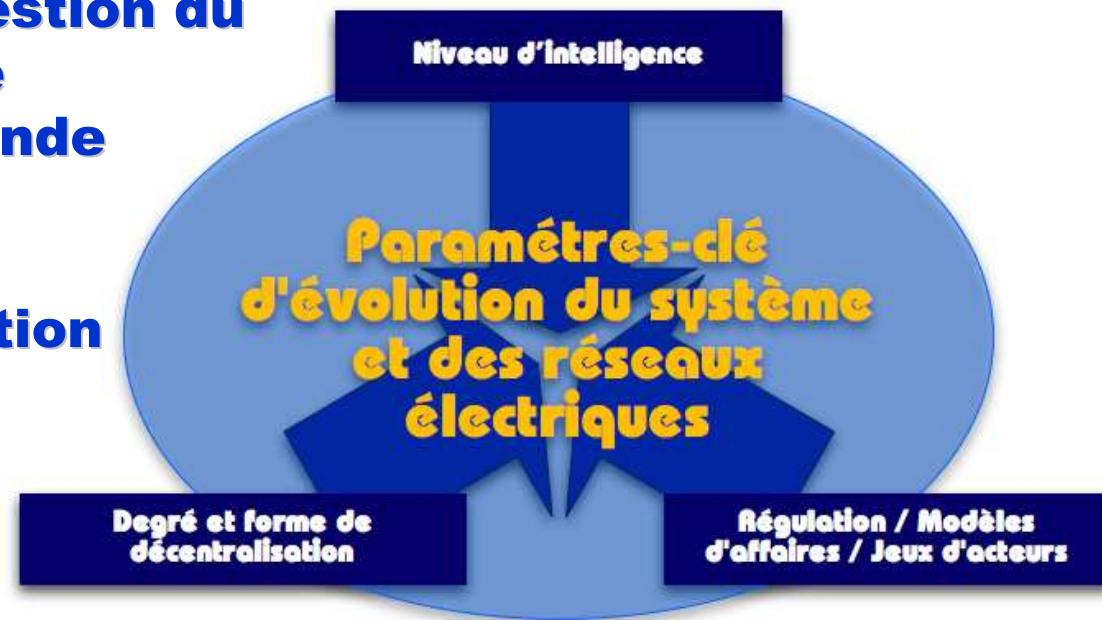 estion du
e
nde
tion
Niveau d'intelligence
Paramétres-clé
d'évolution du système
et des réseaux
électriques
Degré et forme de
décentralisation
Régulation / Modèles
d'affaires / Jeux d'acteurs